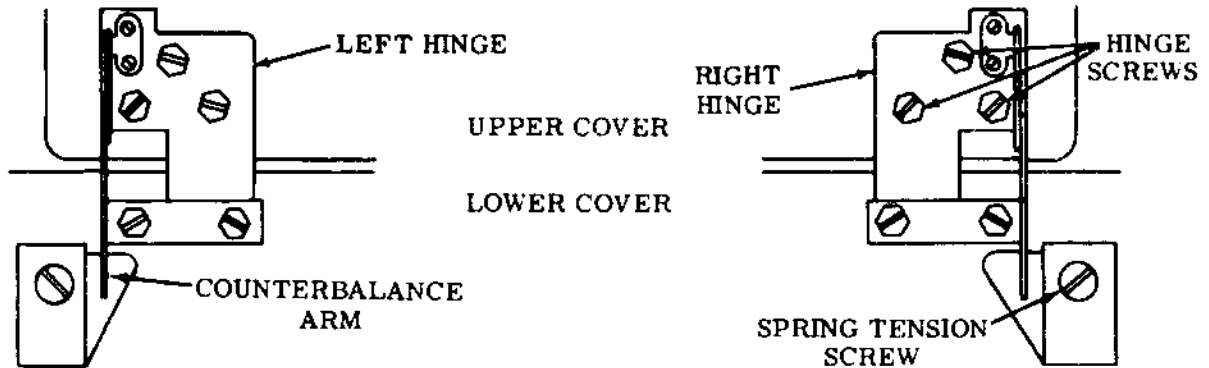 LEFT HINGE
UPPER COVER
LOWER COVER
COUNTERBALANCE
ARM
RIGHT
HINGE
HINGE
SCREWS
SPRING TENSION
SCREW